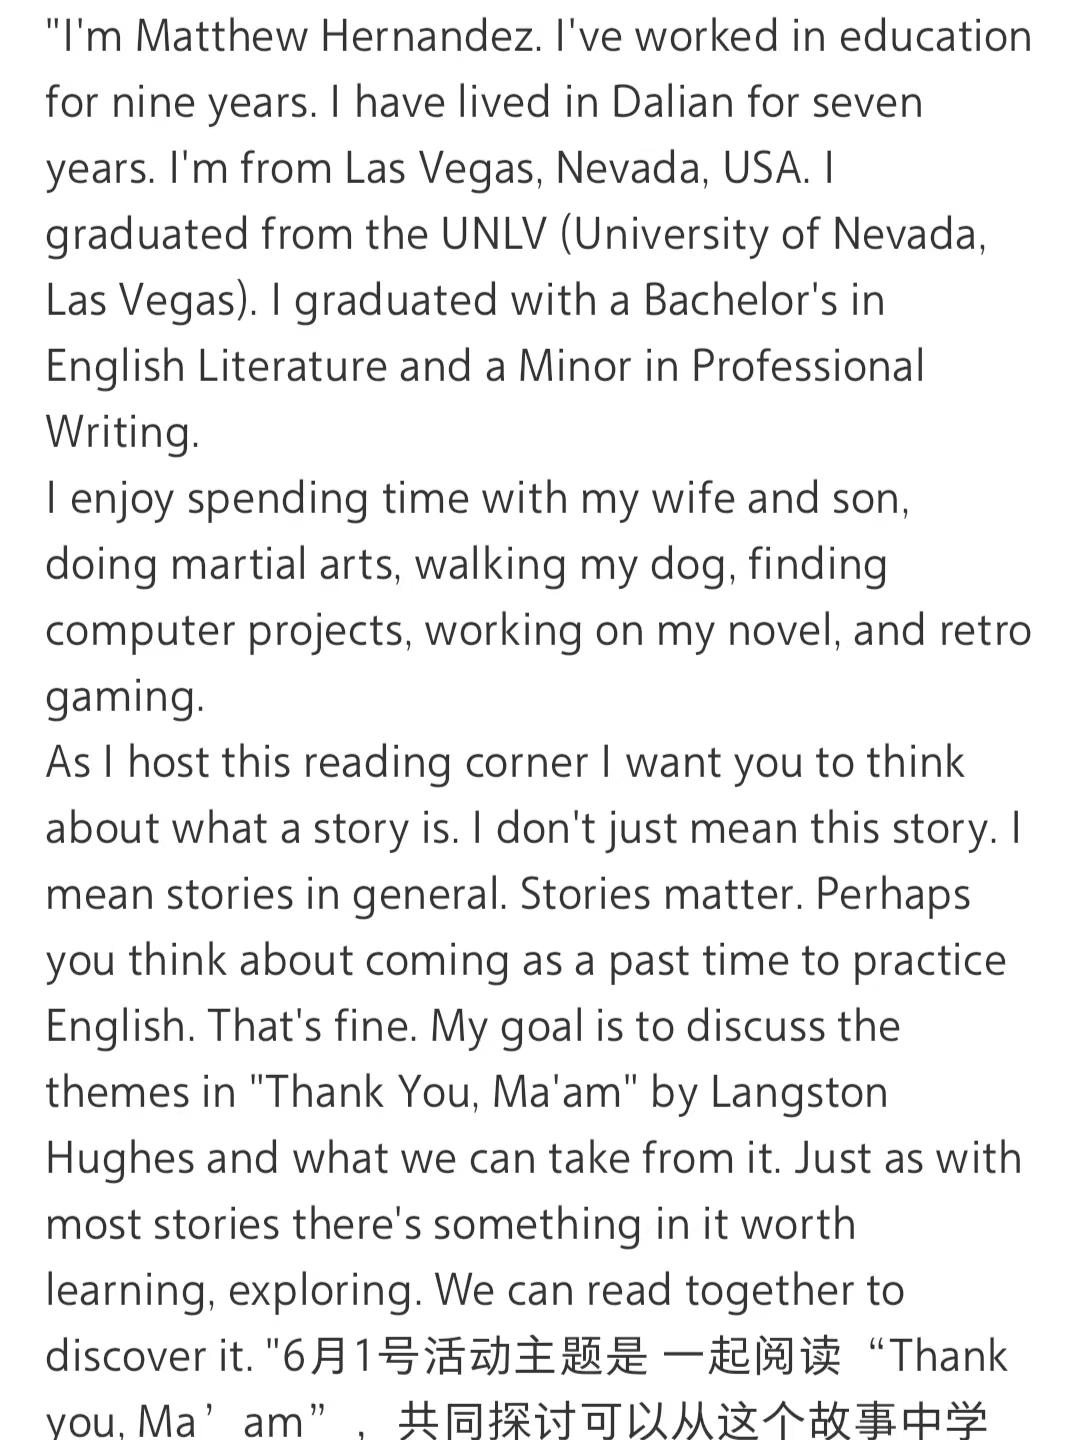 "I'm Matthew Hernandez. I've worked in education
for nine years. I have lived in Dalian for seven
years. I'm from Las Vegas, Nevada, USA. I
graduated from the UNLV (University of Nevada,
Las Vegas). I graduated with a Bachelor's in
English Literature and a Minor in Professional
Writing.
I enjoy spending time with my wife and son,
doing martial arts, walking my dog, finding
computer projects, working on my novel, and retro
gaming.
As I host this reading corner I want you to think
about what a story is. I don't just mean this story. I
mean stories in general. Stories matter. Perhaps
you think about coming as a past time to practice
English. That's fine. My goal is to discuss the
themes in "Thank You, Ma'am" by Langston
Hughes and what we can take from it. Just as with
most stories there's something in it worth
learning, exploring. We can read together to
discover it. "6月1号活动主题是 一起阅读“Thank
you, Ma’am”，共同探讨可以从这个故事中学